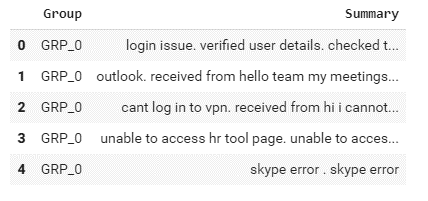 Group Summary
0 GRP_0 login issue. verified user details. checked t...
1 GRP_0 outlook. received from hello team my meetings...
2 GRP_0 cant log in to vpn. received from hi i cannot...
3 GRP_0 unable to access hr tool page. unable to acces...
4 GRP_0 skype error . skype error